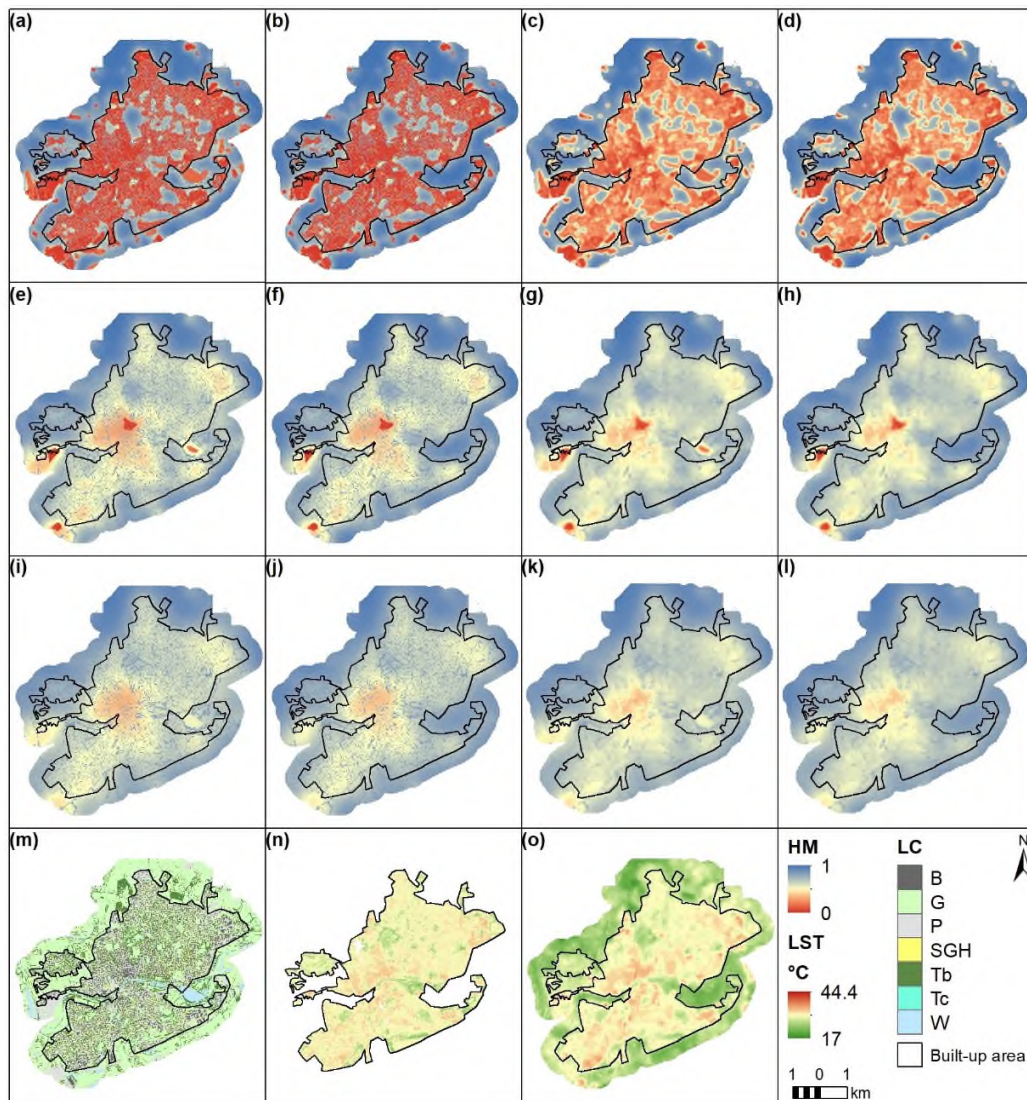 (a)
(b)
(c)
(d)
(e)
(f)
(g)
(h)
(i)
(j)
(k)
(l)
(m)
(n)
(o)
HM
1
0
LST
°C
44.4
17
LC
B
G
P
SGH
Tb
Tc
W
Built-up area
N
1 0 1
km